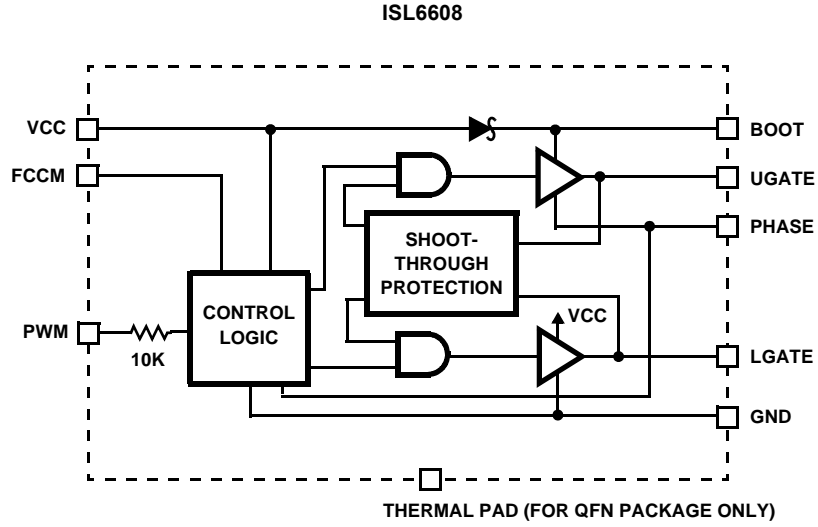 ISL6608
VCC
BOOT
FCCM
UGATE
PHASE
SHOOT-
THROUGH
PROTECTION
CONTROL
LOGIC
VCC
PWM
10K
LGATE
GND
THERMAL PAD (FOR QFN PACKAGE ONLY)